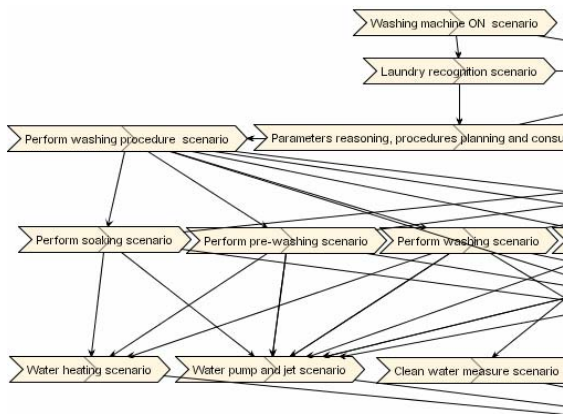 Washing machine ON scenario
Laundry recognition scenario
Perform washing procedure scenario
Parameters reasoning, procedures planning and consu
Perform soaking scenario
Perform pre-washing scenario
Perform washing scenario
Water heating scenario
Water pump and jet scenario
Clean water measure scenario